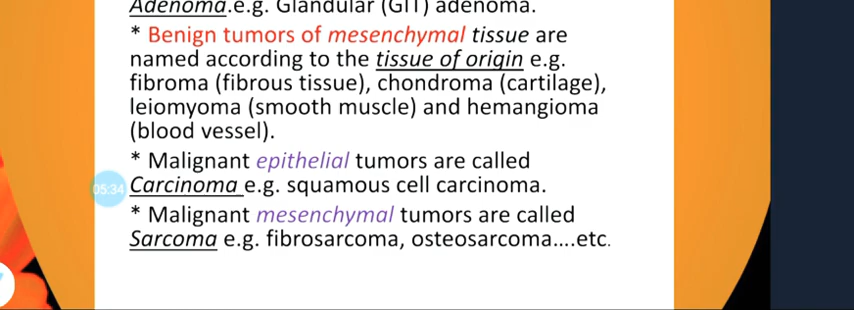 Adenoma.e.g. Glandular (GIT) adenoma.
* Benign tumors of mesenchymal tissue are
named according to the tissue of origin e.g.
fibroma (fibrous tissue), chondroma (cartilage),
leiomyoma (smooth muscle) and hemangioma
(blood vessel).
* Malignant epithelial tumors are called
05:34
Carcinoma e.g. squamous cell carcinoma.
* Malignant mesenchymal tumors are called
Sarcoma e.g. fibrosarcoma, osteosarcoma....etc.